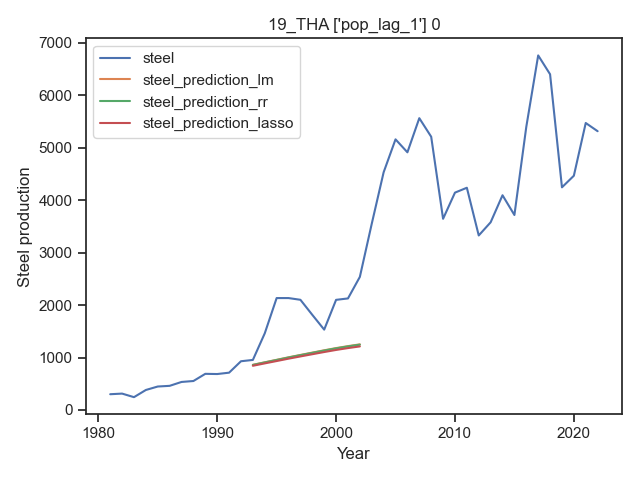 19_THA ['pop_lag_1'] 0
steel
steel_prediction_lm
steel_prediction_rr
steel_prediction_lasso
Steel production
7000
6000
5000
4000
3000
2000
1000
0
1980 1990 2000 2010 2020
Year